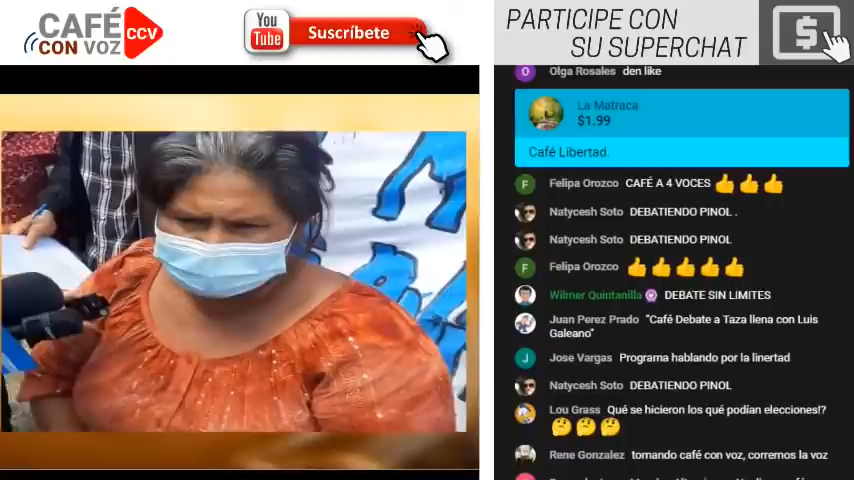 CAFÉ
CON VOZ
CCV
You
Tube
Suscríbete
PARTICIPE CON
SU SUPERCHAT
$
O Olga Rosales den like
La Matraca
$1.99
Café Libertad.
F Felipa Orozco CAFÉ A 4 VOCES
Natycesh Soto DEBATIENDO PINOL .
Natycesh Soto DEBATIENDO PINOL
F Felipa Orozco
Wilmer Quintanilla DEBATE SIN LIMITES
Juan Perez Prado "Café Debate a Taza llena con Luis
Galeano"
J Jose Vargas Programa hablando por la linertad
Natycesh Soto DEBATIENDO PINOL
Lou Grass Qué se hicieron los qué podían elecciones!?
Rene Gonzalez tomando café con voz, corremos la voz